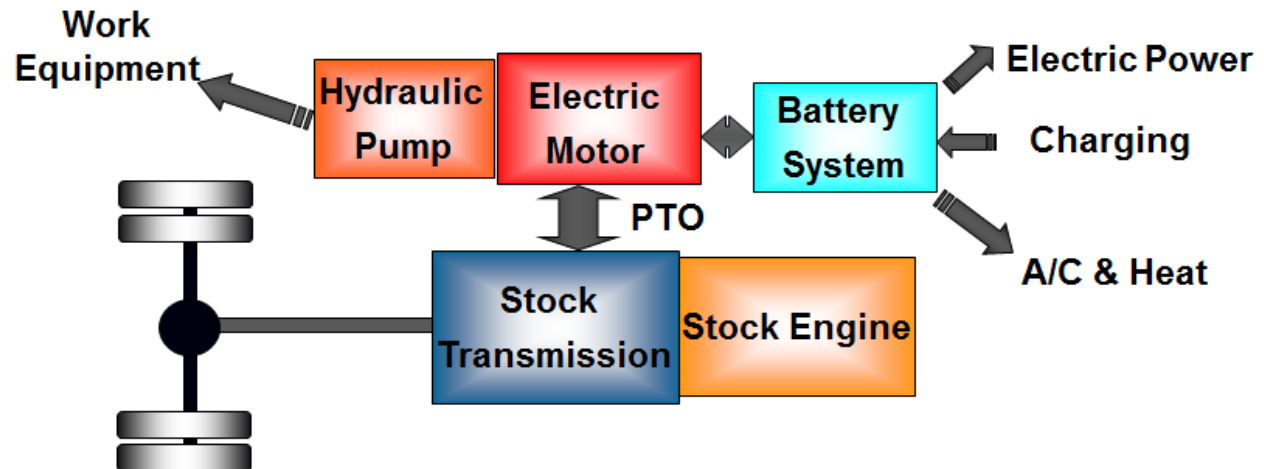 Work
Equipment
Hydraulic
Pump
Electric
Motor
Battery
System
Electric Power
Charging
A/C & Heat
PTO
Stock
Transmission
Stock Engine